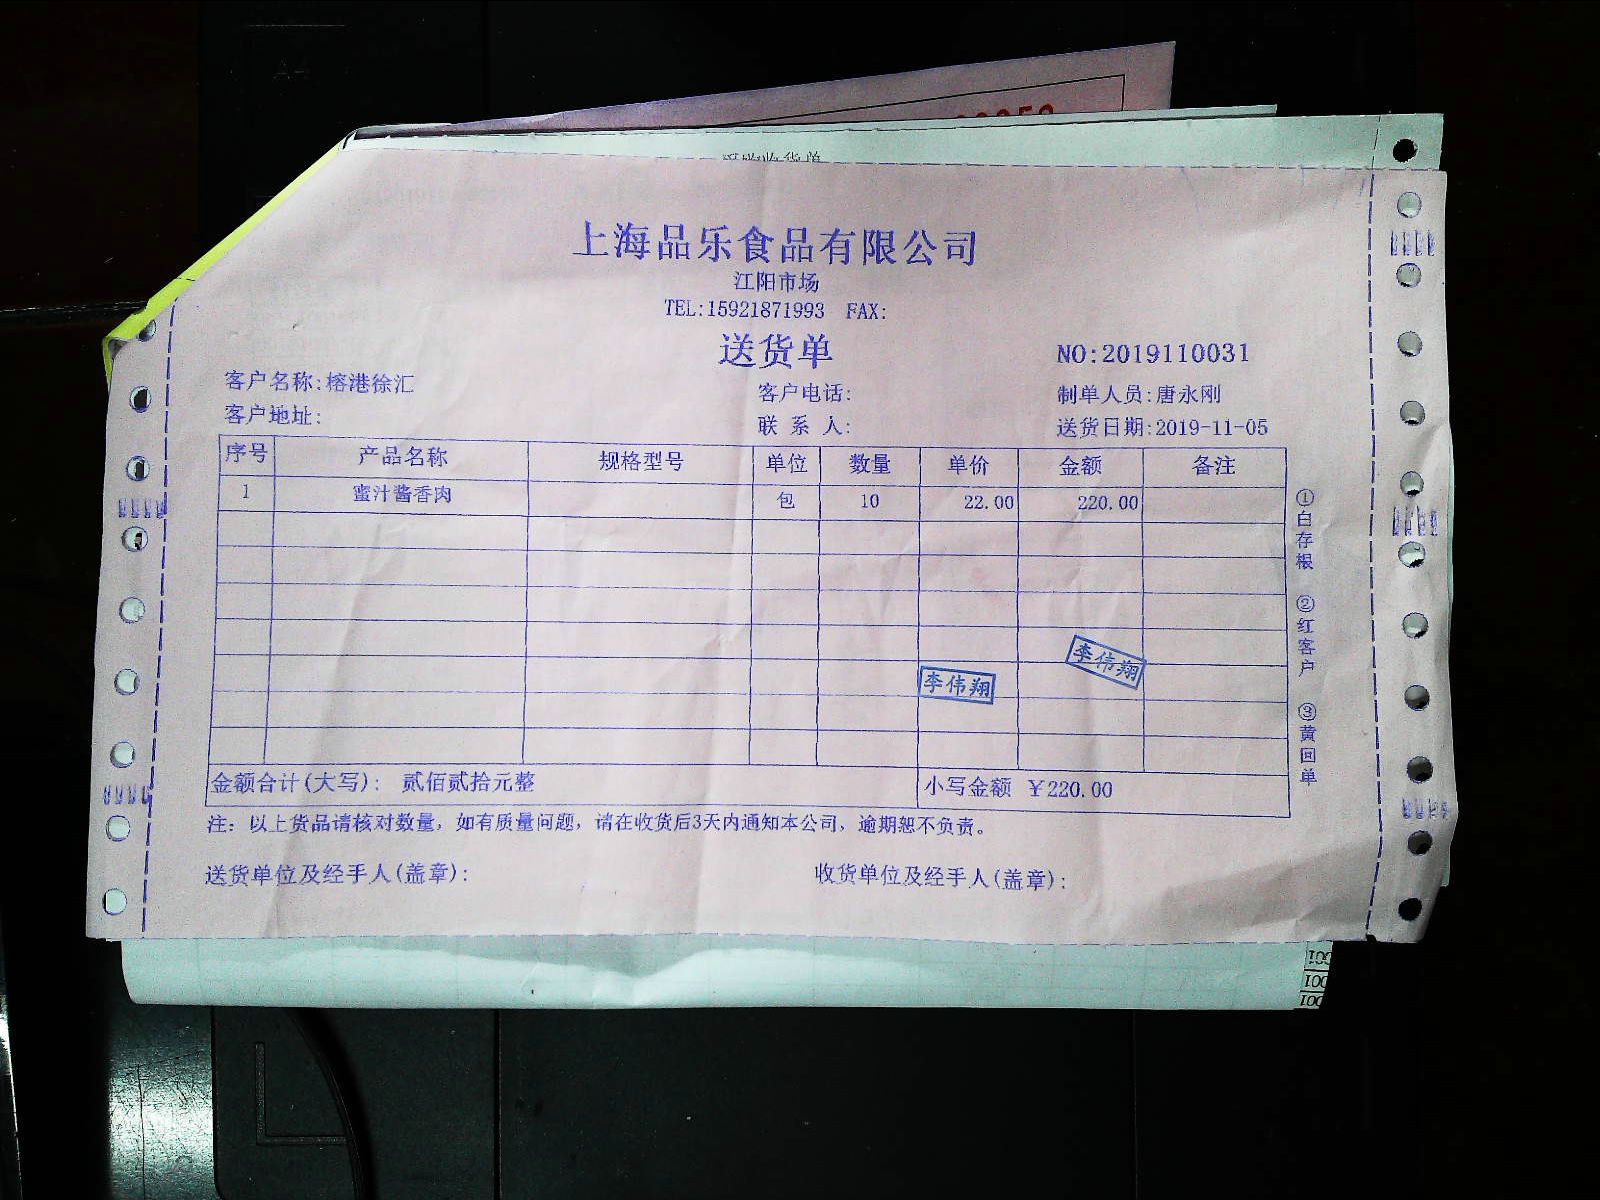 A4
上海品乐食品有限公司
江阳市场
TEL:15921871993 FAX:
送货单
NO:2019110031
客户名称:榕港徐汇
客户电话:
制单人员:唐永刚
客户地址:
联 系 人:
送货日期:2019-11-05
序号 产品名称 规格型号 单位 数量 单价 金额 备注
1 蜜汁酱香肉 包 10 22.00 220.00
李伟翔
李伟翔
金额合计(大写): 贰佰贰拾元整 小写金额 ¥220.00
注: 以上货品请核对数量, 如有质量问题, 请在收货后3天内通知本公司, 逾期恕不负责。
送货单位及经手人(盖章): 收货单位及经手人(盖章):
①白存根 ②红客户 ③黄回单